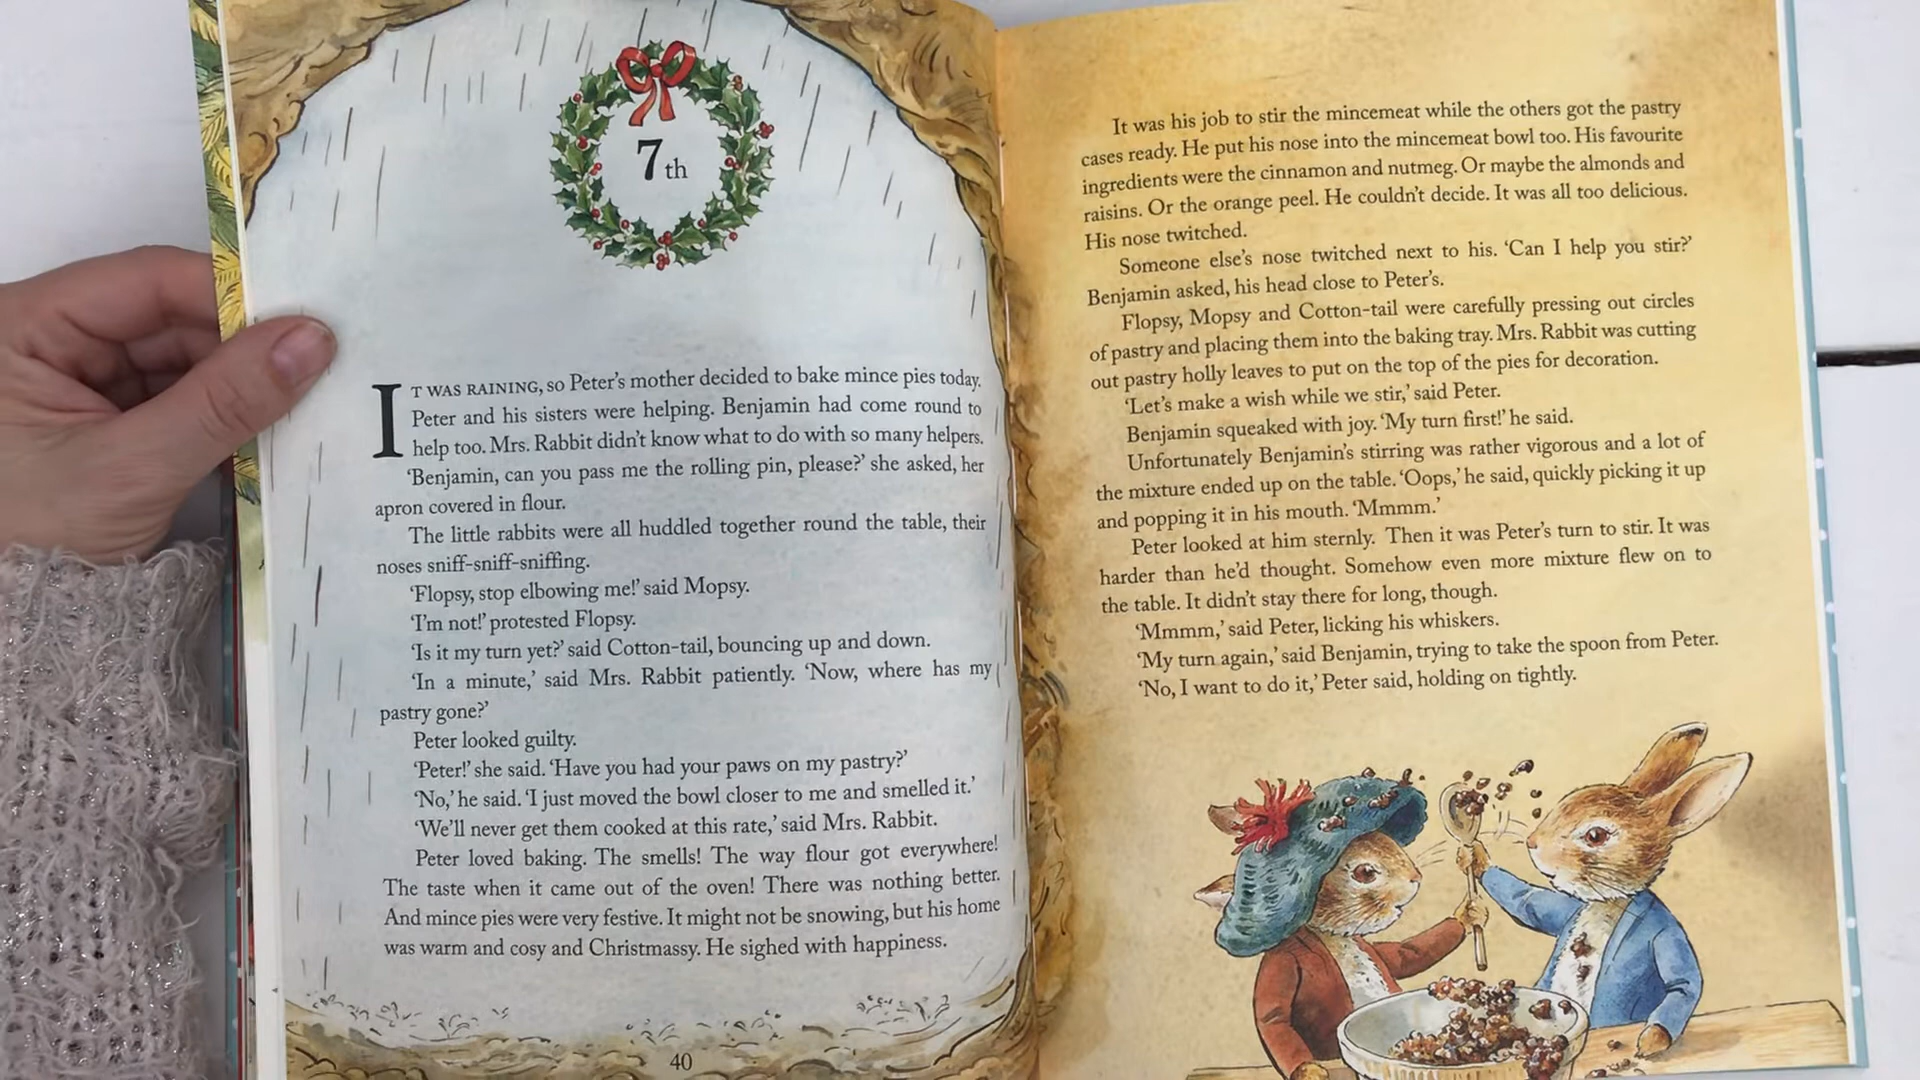 7th
IT WAS RAINING, so Peter's mother decided to bake mince pies today.
Peter and his sisters were helping. Benjamin had come round to
help too. Mrs. Rabbit didn't know what to do with so many helpers.
‘Benjamin, can you pass me the rolling pin, please?’ she asked, her
apron covered in flour.
The little rabbits were all huddled together round the table, their
noses sniff-sniff-sniffing.
‘Flopsy, stop elbowing me!’ said Mopsy.
‘I'm not!’ protested Flopsy.
‘Is it my turn yet?’ said Cotton-tail, bouncing up and down.
‘In a minute,’ said Mrs. Rabbit patiently. ‘Now, where has my
pastry gone?’
Peter looked guilty.
‘Peter!’ she said. ‘Have you had your paws on my pastry?’
‘No,’ he said. ‘I just moved the bowl closer to me and smelled it.’
‘We'll never get them cooked at this rate,’ said Mrs. Rabbit.
Peter loved baking. The smells! The way flour got everywhere!
The taste when it came out of the oven! There was nothing better.
And mince pies were very festive. It might not be snowing, but his home
was warm and cosy and Christmassy. He sighed with happiness.
40
It was his job to stir the mincemeat while the others got the pastry
cases ready. He put his nose into the mincemeat bowl too. His favourite
ingredients were the cinnamon and nutmeg. Or maybe the almonds and
raisins. Or the orange peel. He couldn't decide. It was all too delicious.
His nose twitched.
Someone else's nose twitched next to his. ‘Can I help you stir?’
Benjamin asked, his head close to Peter's.
Flopsy, Mopsy and Cotton-tail were carefully pressing out circles
of pastry and placing them into the baking tray. Mrs. Rabbit was cutting
out pastry holly leaves to put on the top of the pies for decoration.
‘Let's make a wish while we stir,’ said Peter.
Benjamin squeaked with joy. ‘My turn first!’ he said.
Unfortunately Benjamin's stirring was rather vigorous and a lot of
the mixture ended up on the table. ‘Oops,’ he said, quickly picking it up
and popping it in his mouth. ‘Mmmm.’
Peter looked at him sternly. Then it was Peter's turn to stir. It was
harder than he'd thought. Somehow even more mixture flew on to
the table. It didn't stay there for long, though.
‘Mmmm,’ said Peter, licking his whiskers.
‘My turn again,’ said Benjamin, trying to take the spoon from Peter.
‘No, I want to do it,’ Peter said, holding on tightly.